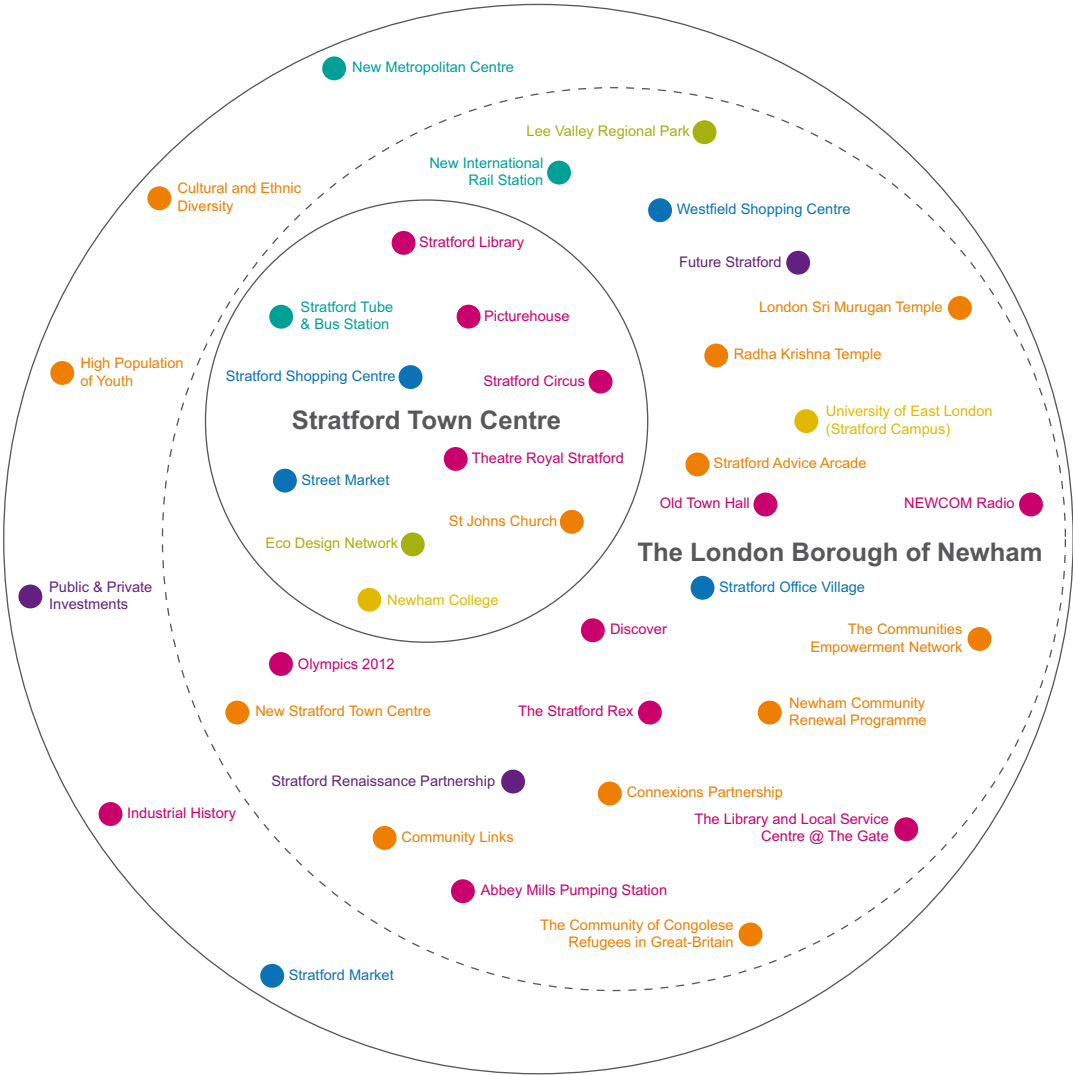 New Metropolitan Centre
Lee Valley Regional Park
New International
Rail Station
Cultural and Ethnic
Diversity
Westfield Shopping Centre
Stratford Library
Future Stratford
Stratford Tube
& Bus Station
Picturehouse
London Sri Murugan Temple
Radha Krishna Temple
High Population
of Youth
Stratford Shopping Centre
Stratford Circus
Stratford Town Centre
University of East London
(Stratford Campus)
Theatre Royal Stratford
Stratford Advice Arcade
Street Market
Old Town Hall
NEWCOM Radio
St Johns Church
Eco Design Network
The London Borough of Newham
Public & Private
Investments
Newham College
Stratford Office Village
Discover
The Communities
Empowerment Network
Olympics 2012
New Stratford Town Centre
The Stratford Rex
Newham Community
Renewal Programme
Stratford Renaissance Partnership
Connexions Partnership
Industrial History
The Library and Local Service
Centre @ The Gate
Community Links
Abbey Mills Pumping Station
The Community of Congolese
Refugees in Great-Britain
Stratford Market